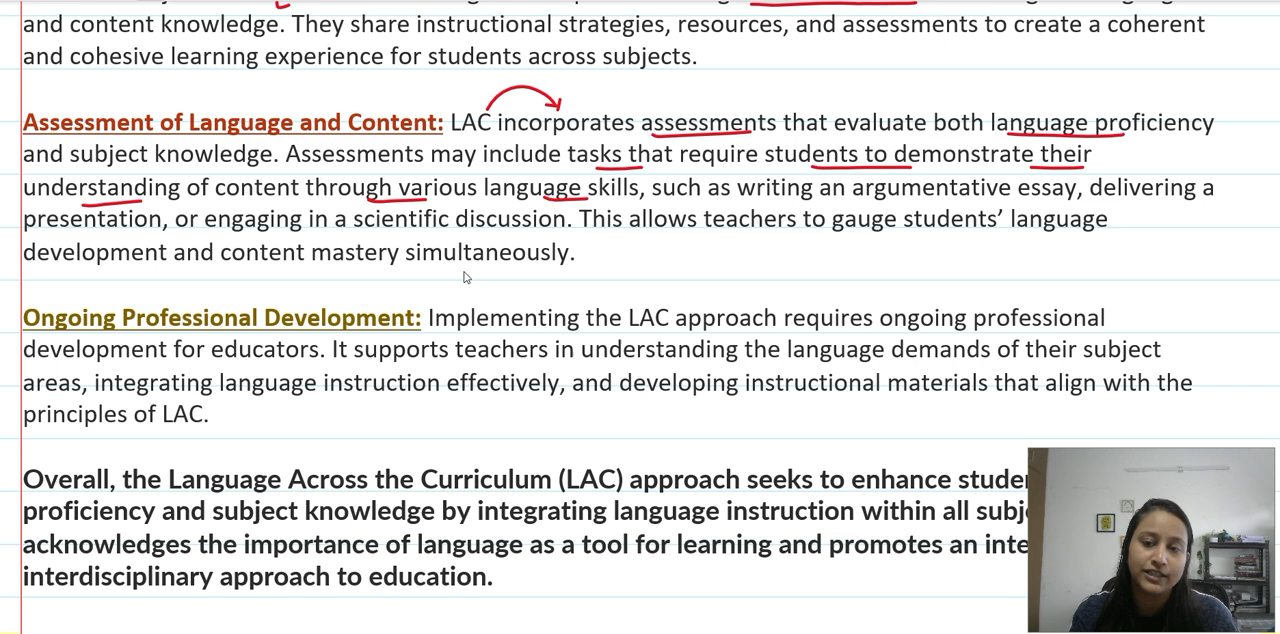 and content knowledge. They share instructional strategies, resources, and assessments to create a coherent
and cohesive learning experience for students across subjects.
Assessment of Language and Content: LAC incorporates assessments that evaluate both language proficiency
and subject knowledge. Assessments may include tasks that require students to demonstrate their
understanding of content through various language skills, such as writing an argumentative essay, delivering a
presentation, or engaging in a scientific discussion. This allows teachers to gauge students’ language
development and content mastery simultaneously.
Ongoing Professional Development: Implementing the LAC approach requires ongoing professional
development for educators. It supports teachers in understanding the language demands of their subject
areas, integrating language instruction effectively, and developing instructional materials that align with the
principles of LAC.
Overall, the Language Across the Curriculum (LAC) approach seeks to enhance
proficiency and subject knowledge by integrating language instruction within all
acknowledges the importance of language as a tool for learning and promotes an
interdisciplinary approach to education.